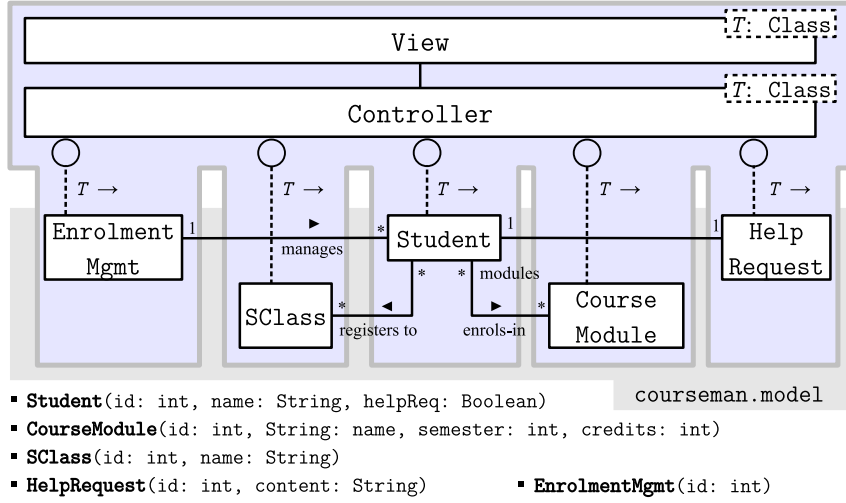 T: Class
View
T: Class
Controller
T → T → T → T → T →
Enrolment
Mgmt
1
manages
*
Student
1
modules
1
Help
Request
*
*
SClass
*
registers to
enrols-in
*
Course
Module
courseman.model
▪ Student(id: int, name: String, helpReq: Boolean)
▪ CourseModule(id: int, String: name, semester: int, credits: int)
▪ SClass(id: int, name: String)
▪ HelpRequest(id: int, content: String) ▪ EnrolmentMgmt(id: int)